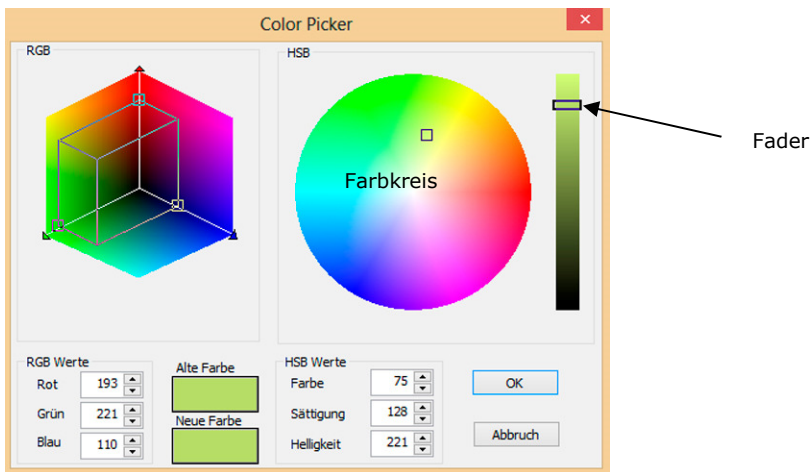 Color Picker
RGB
HSB
Fader
Farbkreis
RGB Werte
Rot 193
Grün 221
Blau 110
Alte Farbe
Neue Farbe
HSB Werte
Farbe 75
Sättigung 128
Helligkeit 221
OK
Abbruch